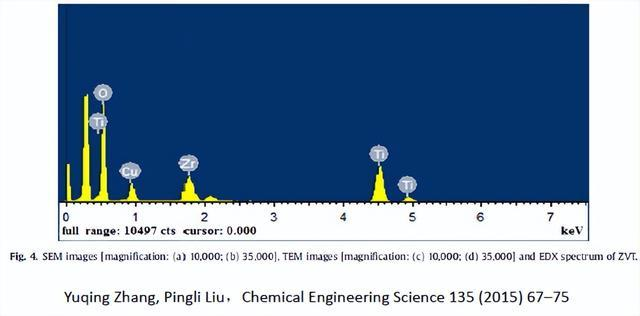 O
Ti
Cu
Zr
Ti
Ti
0 1 2 3 4 5 6 7
full range: 10497 cts cursor: 0.000 keV
Fig. 4. SEM images [magnification: (a) 10,000; (b) 35,000], TEM images [magnification: (c) 10,000; (d) 35,000] and EDX spectrum of ZVT.
Yuqing Zhang, Pingli Liu，Chemical Engineering Science 135 (2015) 67–75